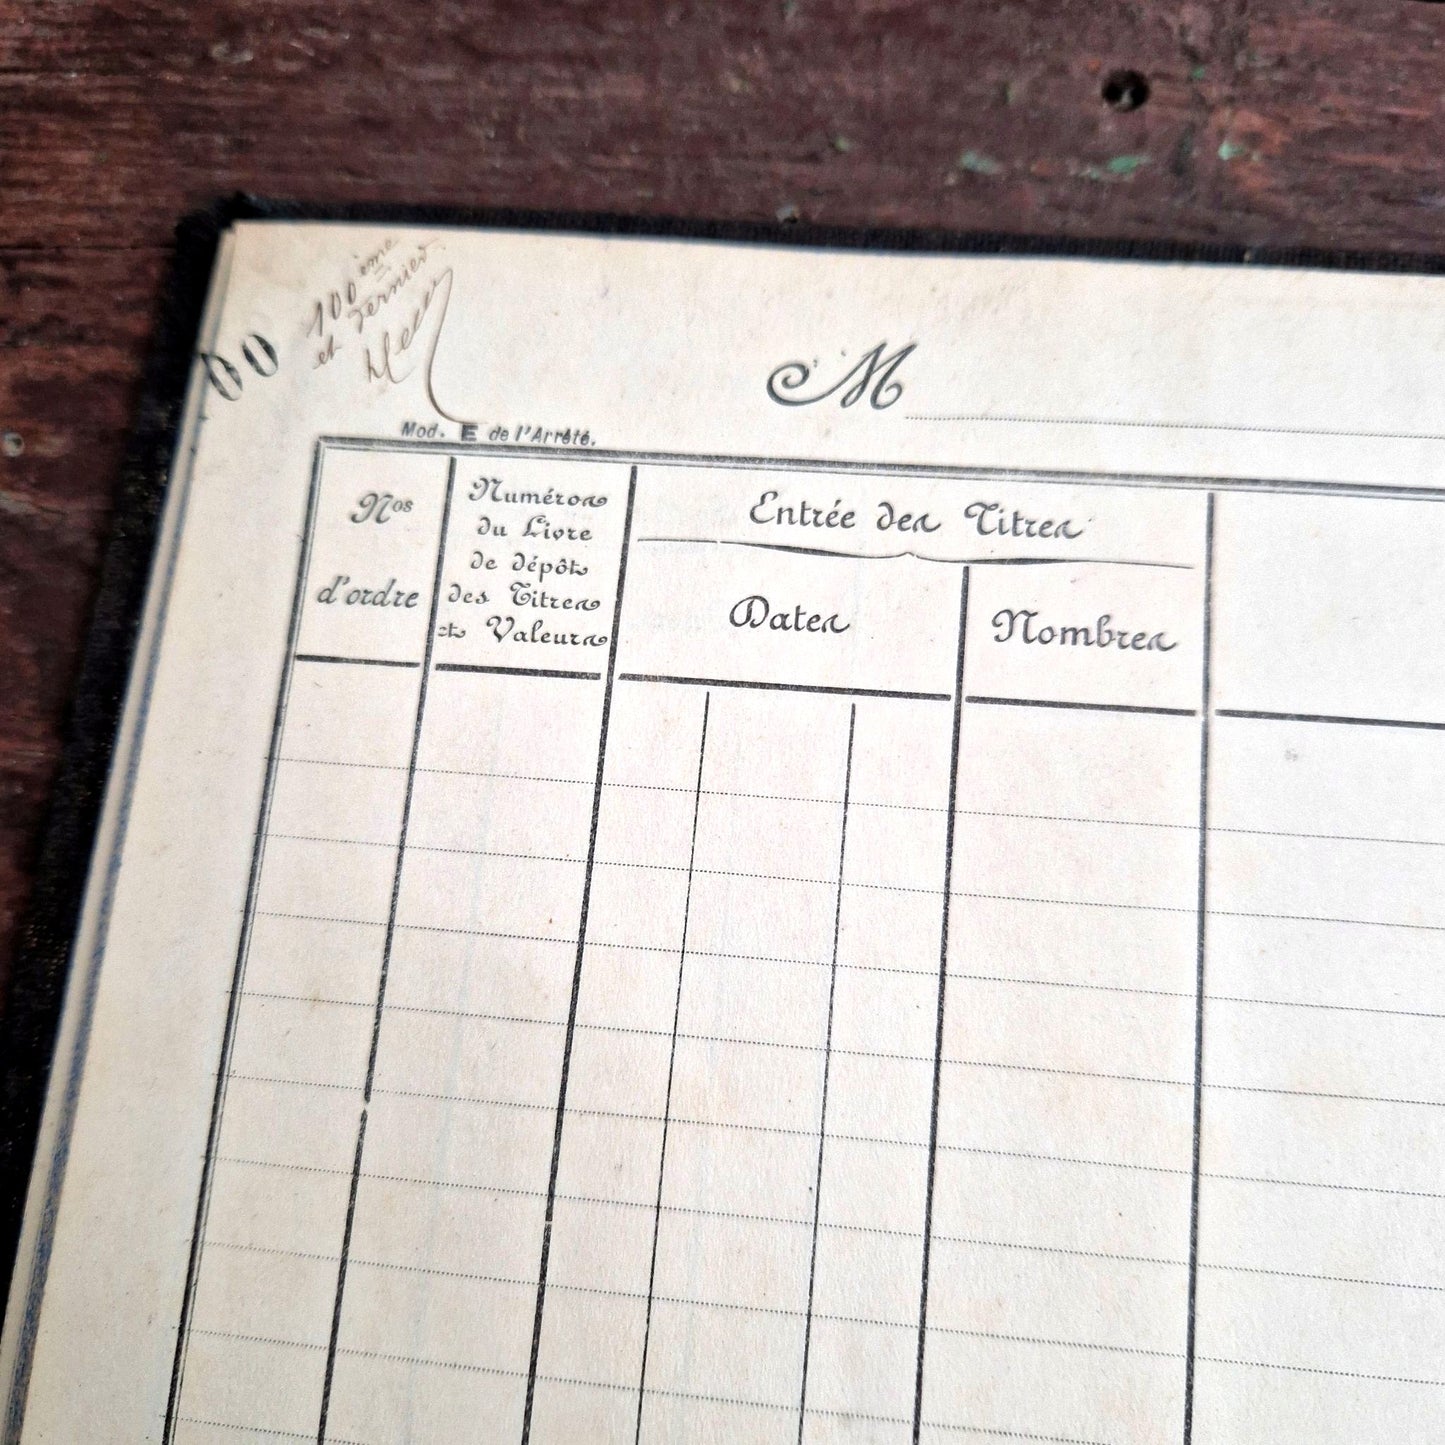 100ème
et dernier
00
M
Mod. E de l'Arrêté.
Nos
d'ordre
Numéros
du Livre
de dépôt
des Titres
et Valeurs
Entrée des Titres
Dates
Nombres